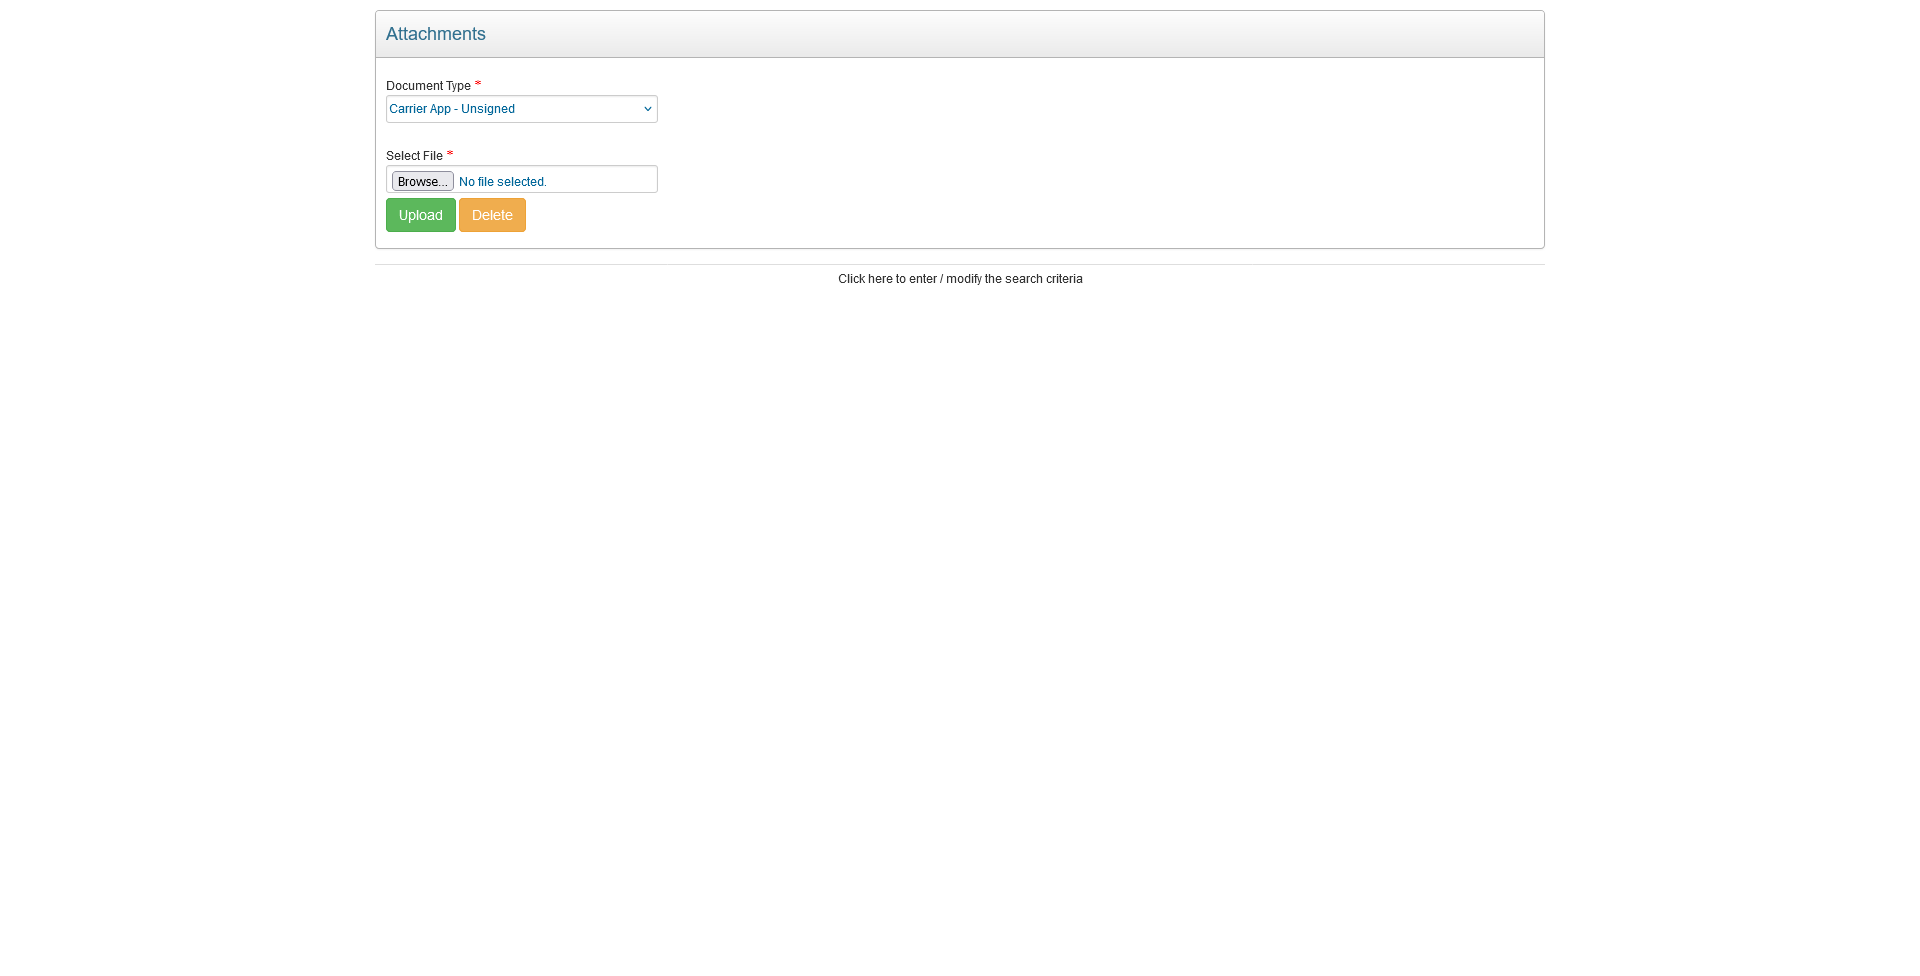 Attachments
Document Type *
Carrier App - Unsigned
Select File *
Browse... No file selected.
Upload Delete
Click here to enter / modify the search criteria